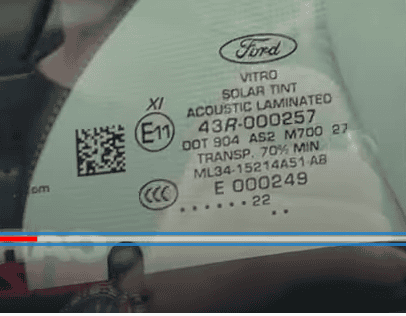 Ford
VITRO
SOLAR TINT
ACOUSTIC LAMINATED
XI
E11
43R-000257
DOT 904 AS2 M700 27
TRANSP. 70% MIN
ML34-15214A51 AB
CCC
E 000249
. . . . . . 22
. .
om